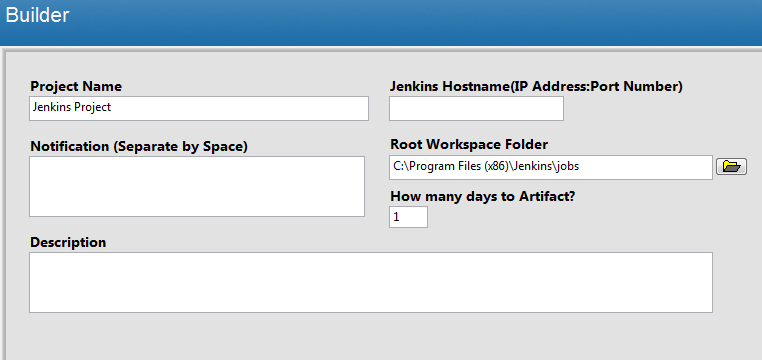 Builder
Project Name
Jenkins Project
Jenkins Hostname(IP Address:Port Number)
Notification (Separate by Space)
Root Workspace Folder
C:\Program Files (x86)\Jenkins\jobs
How many days to Artifact?
1
Description